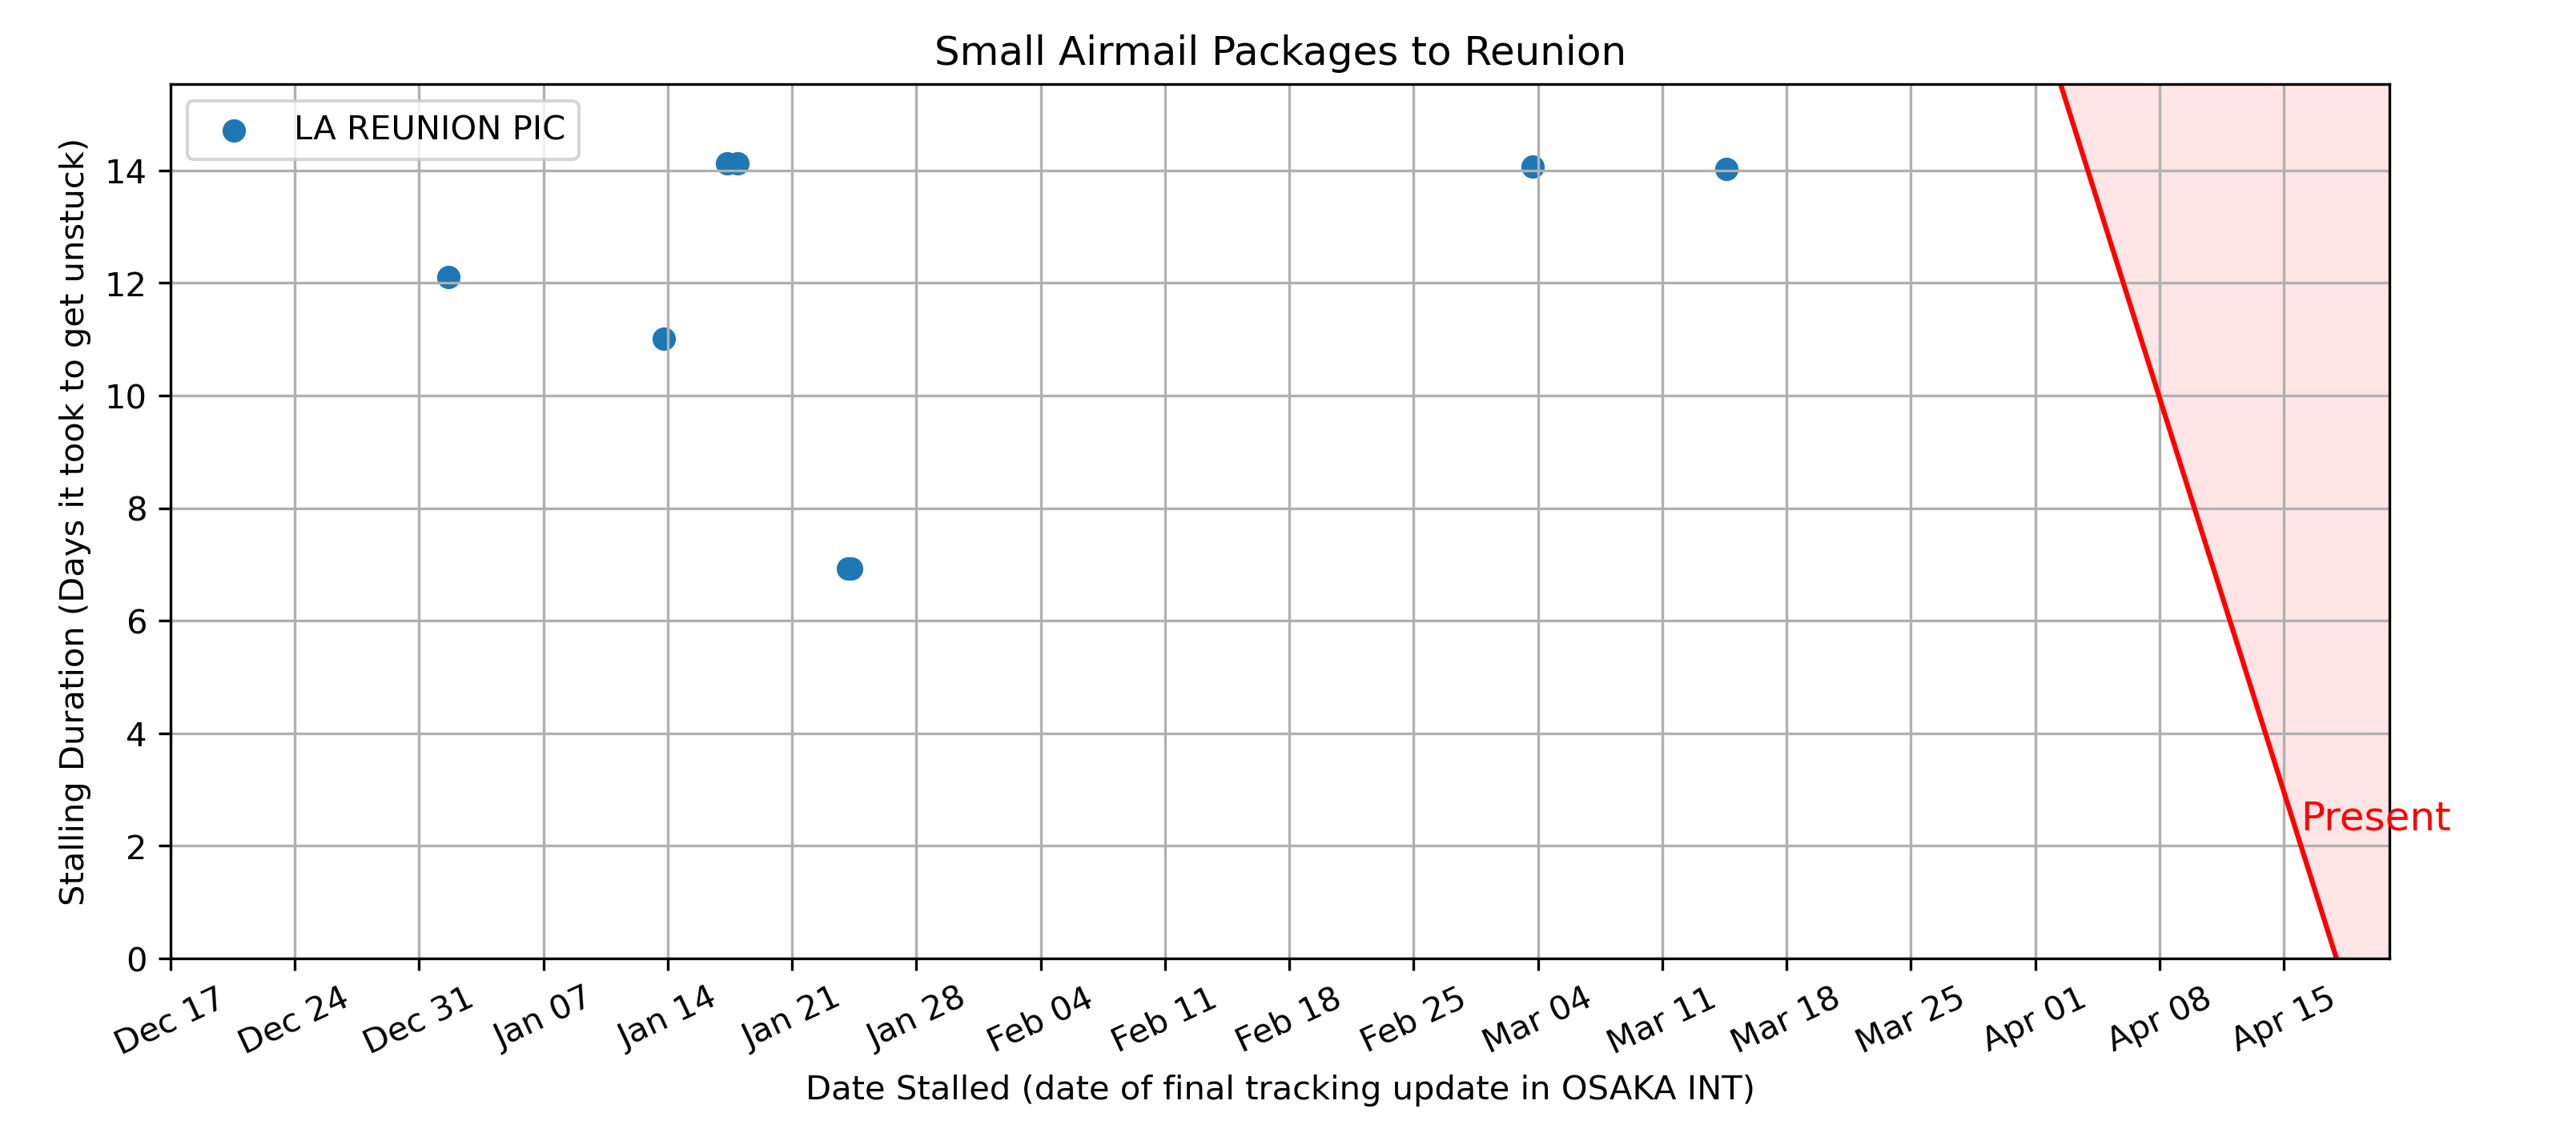 Small Airmail Packages to Reunion
LA REUNION PIC
Stalling Duration (Days it took to get unstuck)
14
12
10
8
6
4
2
0
Present
Dec 17
Dec 24
Dec 31
Jan 07
Jan 14
Jan 21
Jan 28
Feb 04
Feb 11
Feb 18
Feb 25
Mar 04
Mar 11
Mar 18
Mar 25
Apr 01
Apr 08
Apr 15
Date Stalled (date of final tracking update in OSAKA INT)